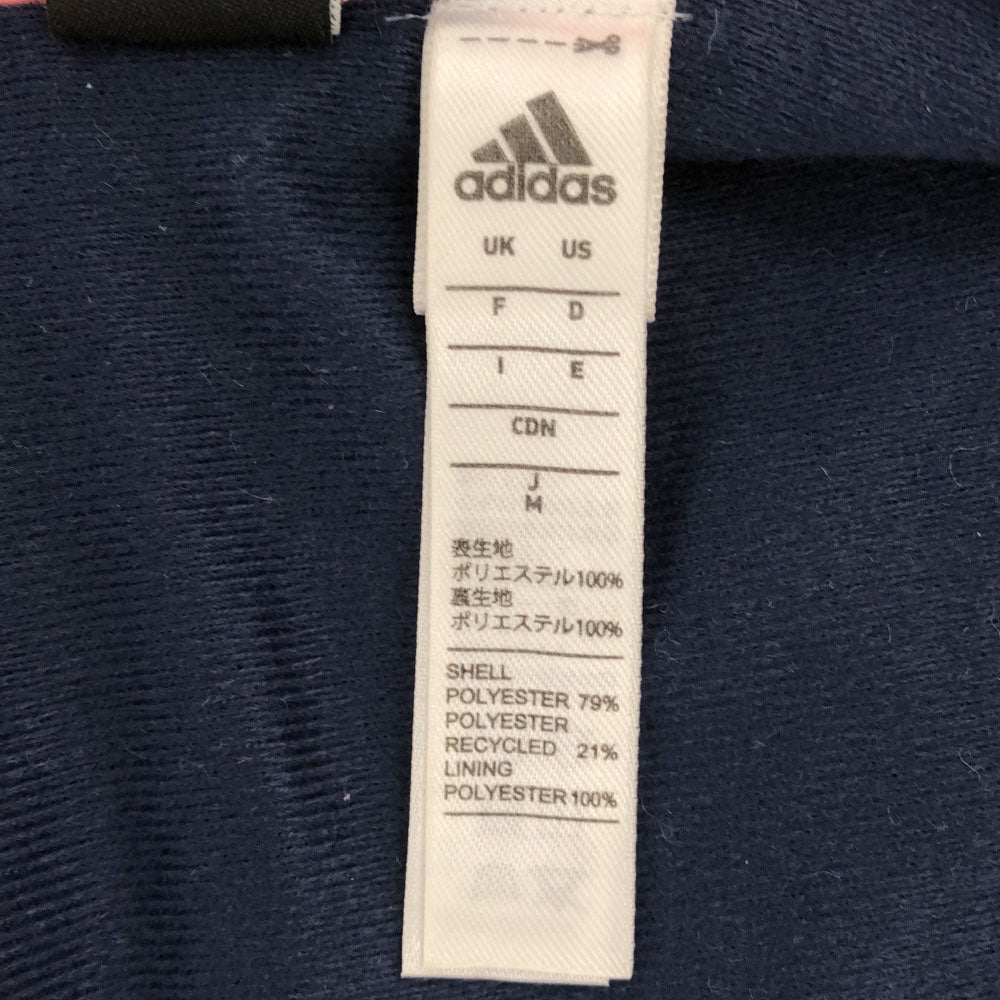 adidas
UK US
F D
I E
CDN
J
M
表生地
ポリエステル100%
裏生地
ポリエステル100%
SHELL
POLYESTER 79%
POLYESTER
RECYCLED 21%
LINING
POLYESTER 100%